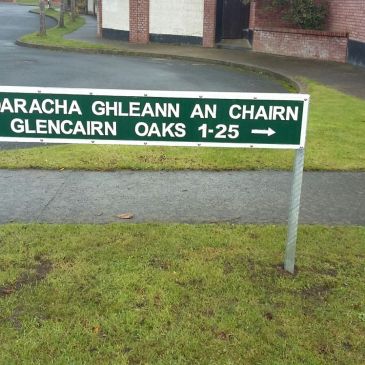 DARACHA GHLEANN AN CHAIRN
GLENCAIRN OAKS 1-25 →